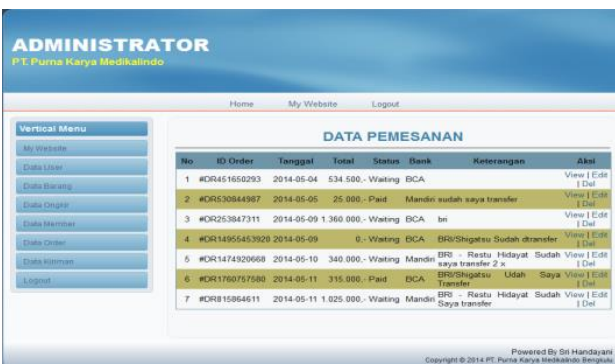 ADMINISTRATOR
PT. Purna Karya Medikalindo
Home My Website Logout
Vertical Menu
My Website
Data User
Data Barang
Data Ongkir
Data Member
Data Order
Data Kiriman
Logout
DATA PEMESANAN
No ID Order Tanggal Total Status Bank Keterangan Aksi
1 #DR451650293 2014-05-04 534.500,- Waiting BCA View | Edit
| Del
2 #DR530844987 2014-05-05 25.000,- Paid Mandiri sudah saya transfer View | Edit
| Del
3 #DR253847311 2014-05-09 1.360.000,- Waiting BCA bri View | Edit
| Del
4 #DR14955453928 2014-05-09 0,- Waiting BCA BRI/Shigatsu Sudah dtransfer View | Edit
| Del
5 #DR1474920668 2014-05-10 340.000,- Waiting Mandiri BRI - Restu Hidayat Sudah View | Edit
saya transfer 2 x | Del
6 #DR1760757580 2014-05-11 315.000,- Paid BCA BRI/Shigatsu Udah Saya View | Edit
Transfer | Del
7 #DR815864611 2014-05-11 1.025.000,- Waiting Mandiri BRI - Restu Hidayat Sudah View | Edit
Saya transfer | Del
Powered By Sri Handayani
Copyright © 2014 PT. Purna Karya Medikalindo Bengkulu